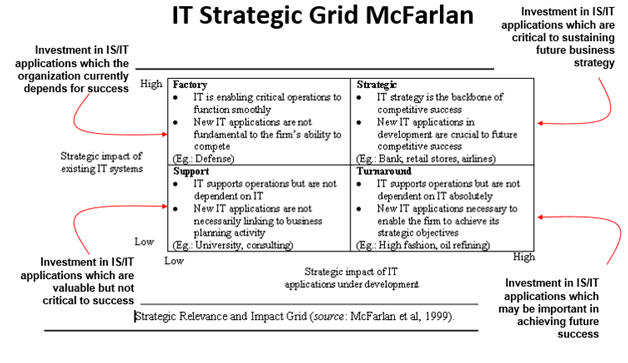 IT Strategic Grid McFarlan
Investment in IS/IT
applications which the
organization currently
depends for success
Investment in IS/IT
applications which are
critical to sustaining
future business
strategy
High
Factory
• IT is enabling critical operations to
function smoothly
• New IT applications are not
fundamental to the firm's ability to
compete
(Eg.: Defense)
Strategic
• IT strategy is the backbone of
competitive success
• New IT applications in
development are crucial to future
competitive success
(Eg.: Bank, retail stores, airlines)
Strategic impact of
existing IT systems
Support
• IT supports operations but are not
dependent on IT
• New IT applications are not
necessarily linking to business
planning activity
(Eg.: University, consulting)
Turnaround
• IT supports operations but are not
dependent on IT absolutely
• New IT applications necessary to
enable the firm to achieve its
strategic objectives
(Eg.: High fashion, oil refining)
Low
Low
High
Investment in IS/IT
applications which are
valuable but not
critical to success
Strategic impact of IT
applications under development
Investment in IS/IT
applications which
may be important in
achieving future
success
Strategic Relevance and Impact Grid (source: McFarlan et al, 1999).